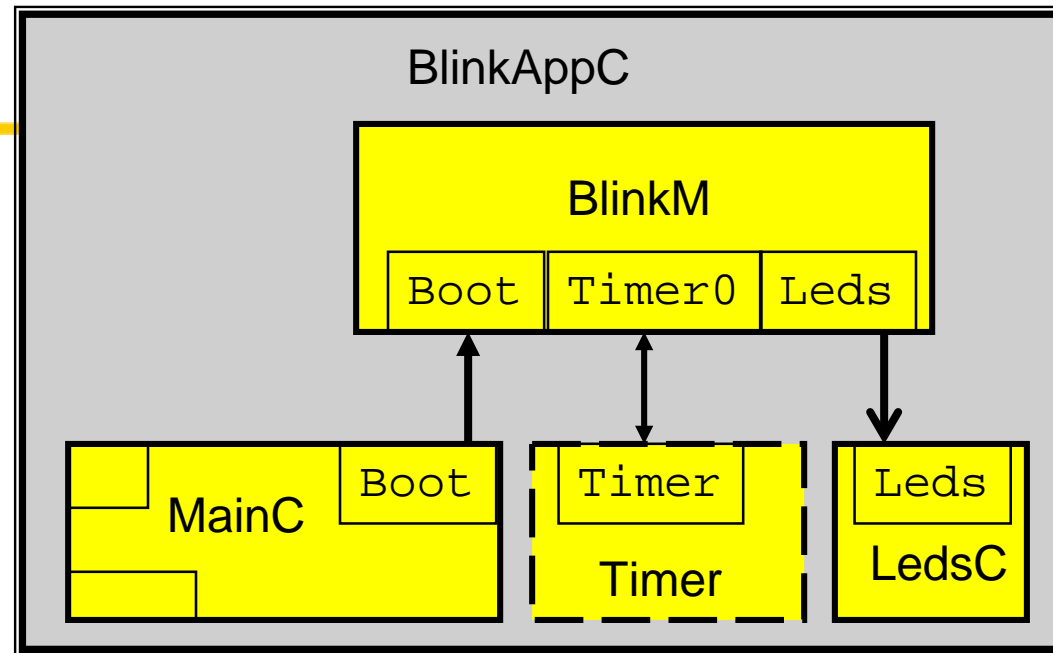 BlinkAppC
BlinkM
Boot Timer0 Leds
Boot Timer Leds
MainC Timer LedsC